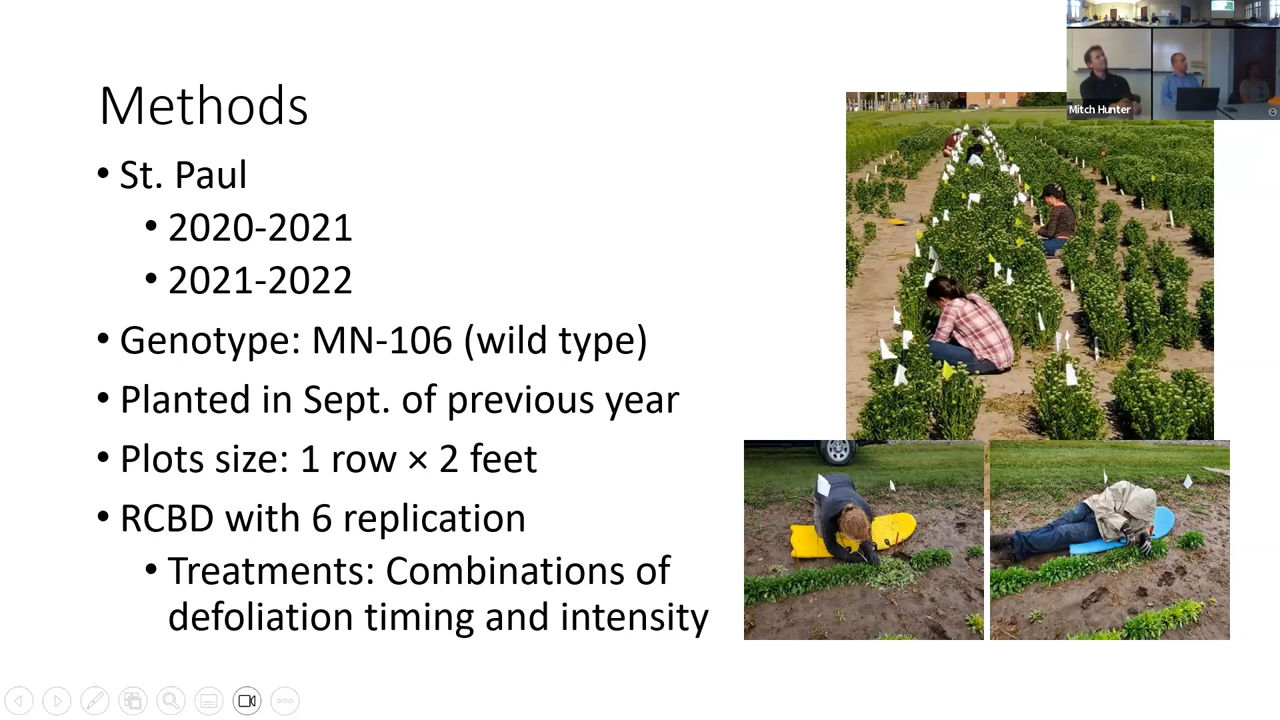 Mitch Hunter
Methods
• St. Paul
• 2020-2021
• 2021-2022
• Genotype: MN-106 (wild type)
• Planted in Sept. of previous year
• Plots size: 1 row × 2 feet
• RCBD with 6 replication
• Treatments: Combinations of
defoliation timing and intensity